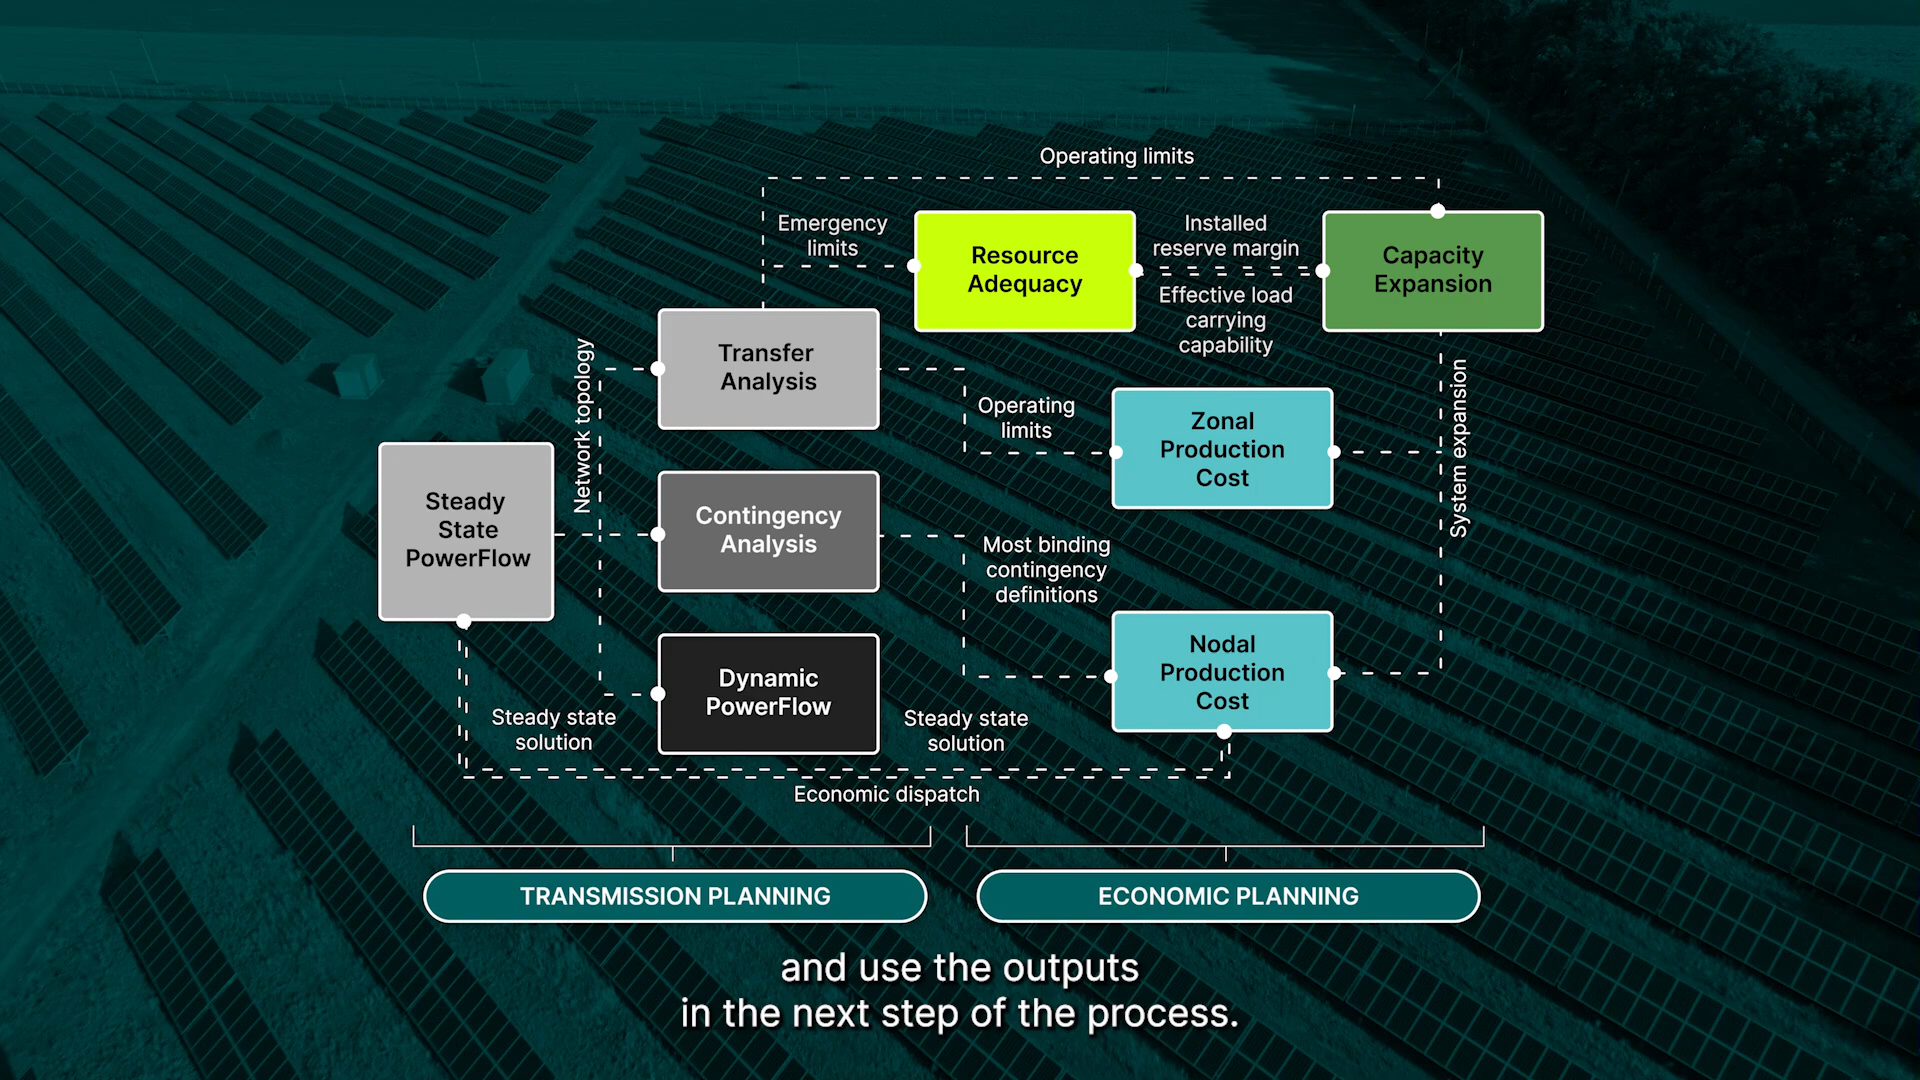 Operating limits
Emergency
limits
Resource
Adequacy
Installed
reserve margin
Effective load
carrying
capability
Capacity
Expansion
Transfer
Analysis
Network topology
Operating
limits
Zonal
Production
Cost
System expansion
Steady
State
PowerFlow
Contingency
Analysis
Most binding
contingency
definitions
Nodal
Production
Cost
Dynamic
PowerFlow
Steady state
solution
Steady state
solution
Economic dispatch
TRANSMISSION PLANNING
ECONOMIC PLANNING
and use the outputs
in the next step of the process.